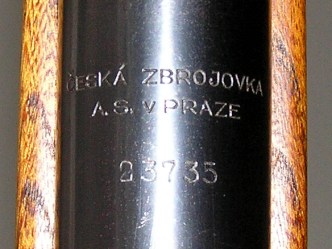 ČESKÁ ZBROJOVKA
A.S. V PRAZE
23735